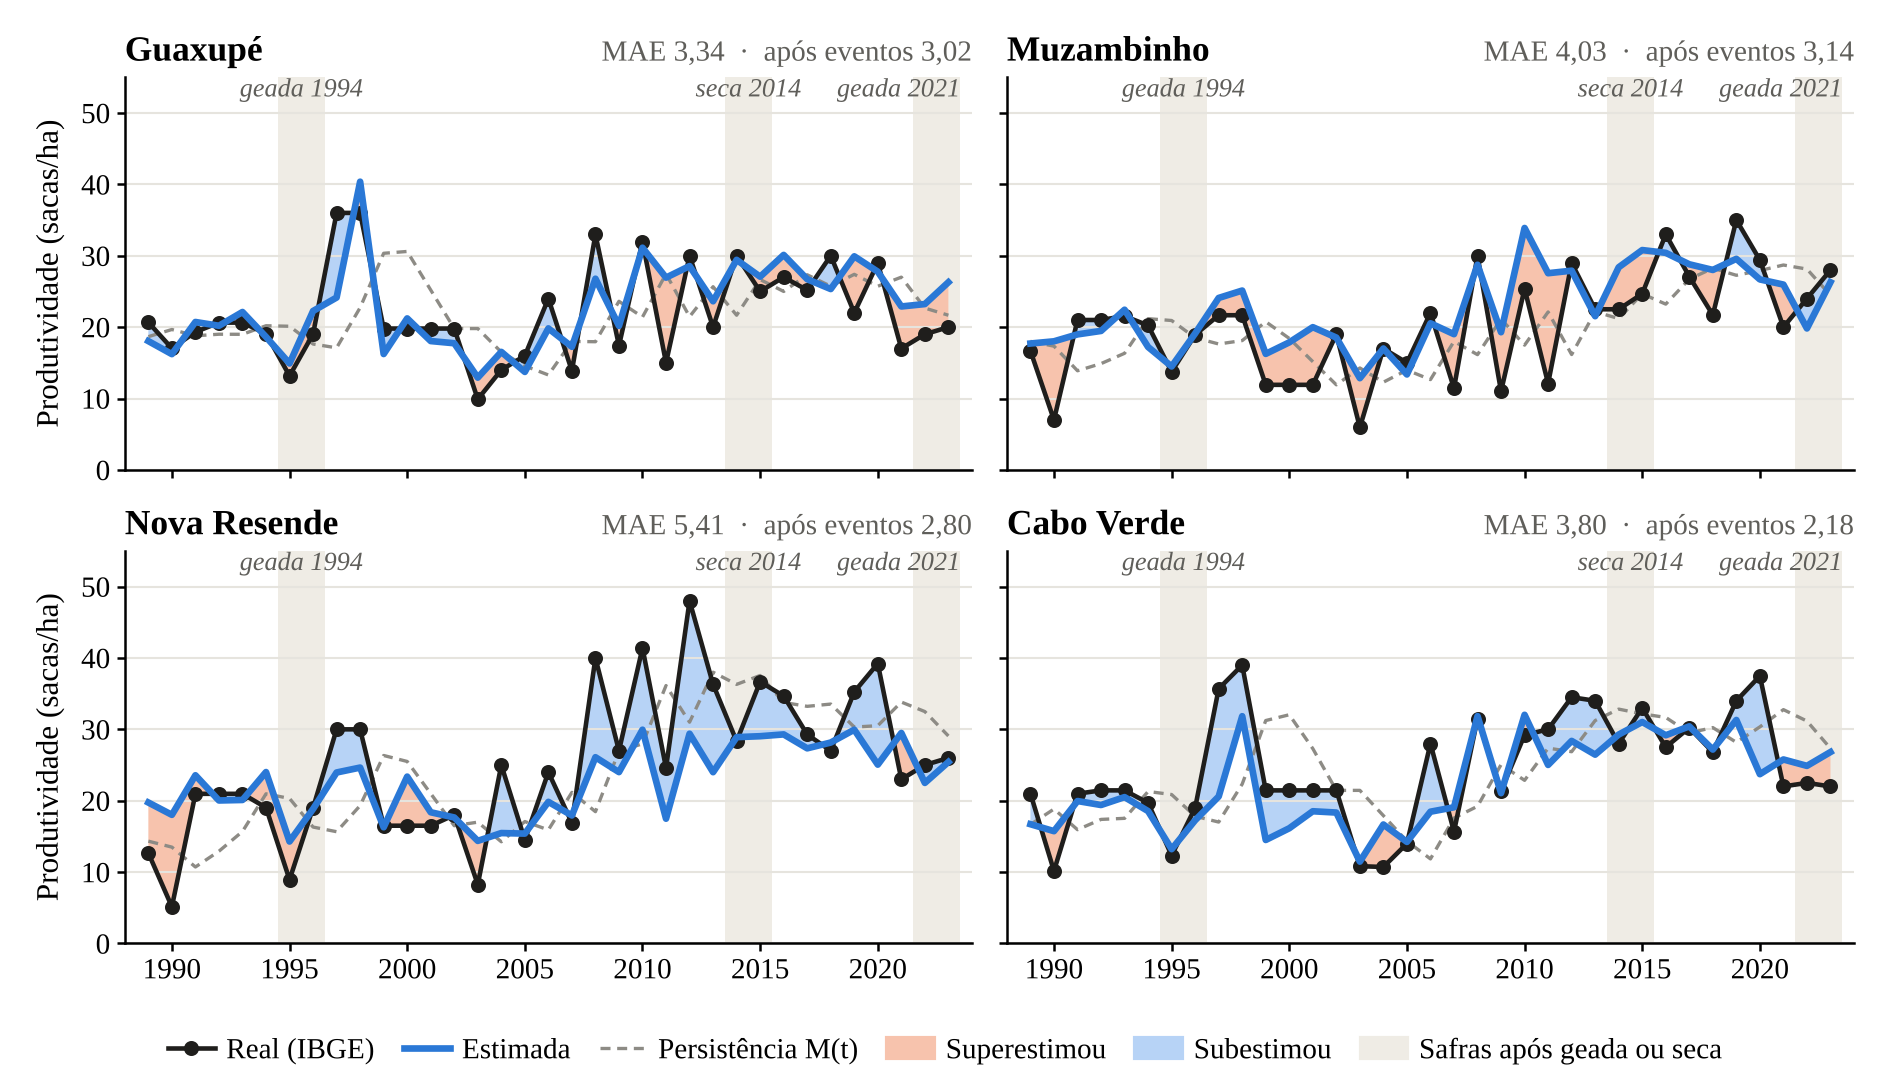 Guaxupé MAE 3,34 · após eventos 3,02
Muzambinho MAE 4,03 · após eventos 3,14
geada 1994 seca 2014 geada 2021
geada 1994 seca 2014 geada 2021
Produtividade (sacas/ha)
50
40
30
20
10
0
Nova Resende MAE 5,41 · após eventos 2,80
Cabo Verde MAE 3,80 · após eventos 2,18
geada 1994 seca 2014 geada 2021
geada 1994 seca 2014 geada 2021
Produtividade (sacas/ha)
50
40
30
20
10
0
1990 1995 2000 2005 2010 2015 2020
1990 1995 2000 2005 2010 2015 2020
Real (IBGE) Estimada Persistência M(t) Superestimou Subestimou Safras após geada ou seca